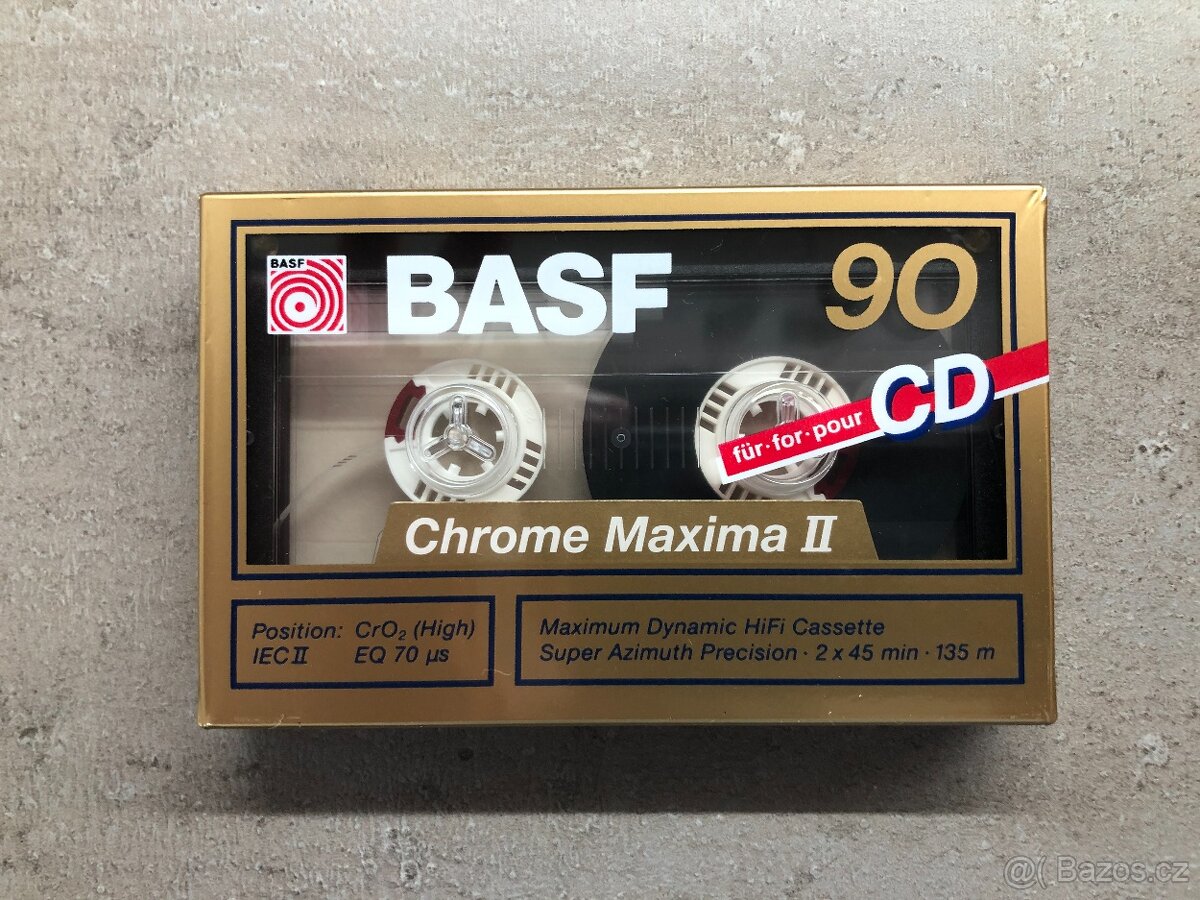 BASF
BASF
90
für·for·pour CD
Chrome Maxima II
Position: CrO₂ (High)
IEC II EQ 70 µs
Maximum Dynamic HiFi Cassette
Super Azimuth Precision · 2 x 45 min · 135 m
@( Bazos.cz